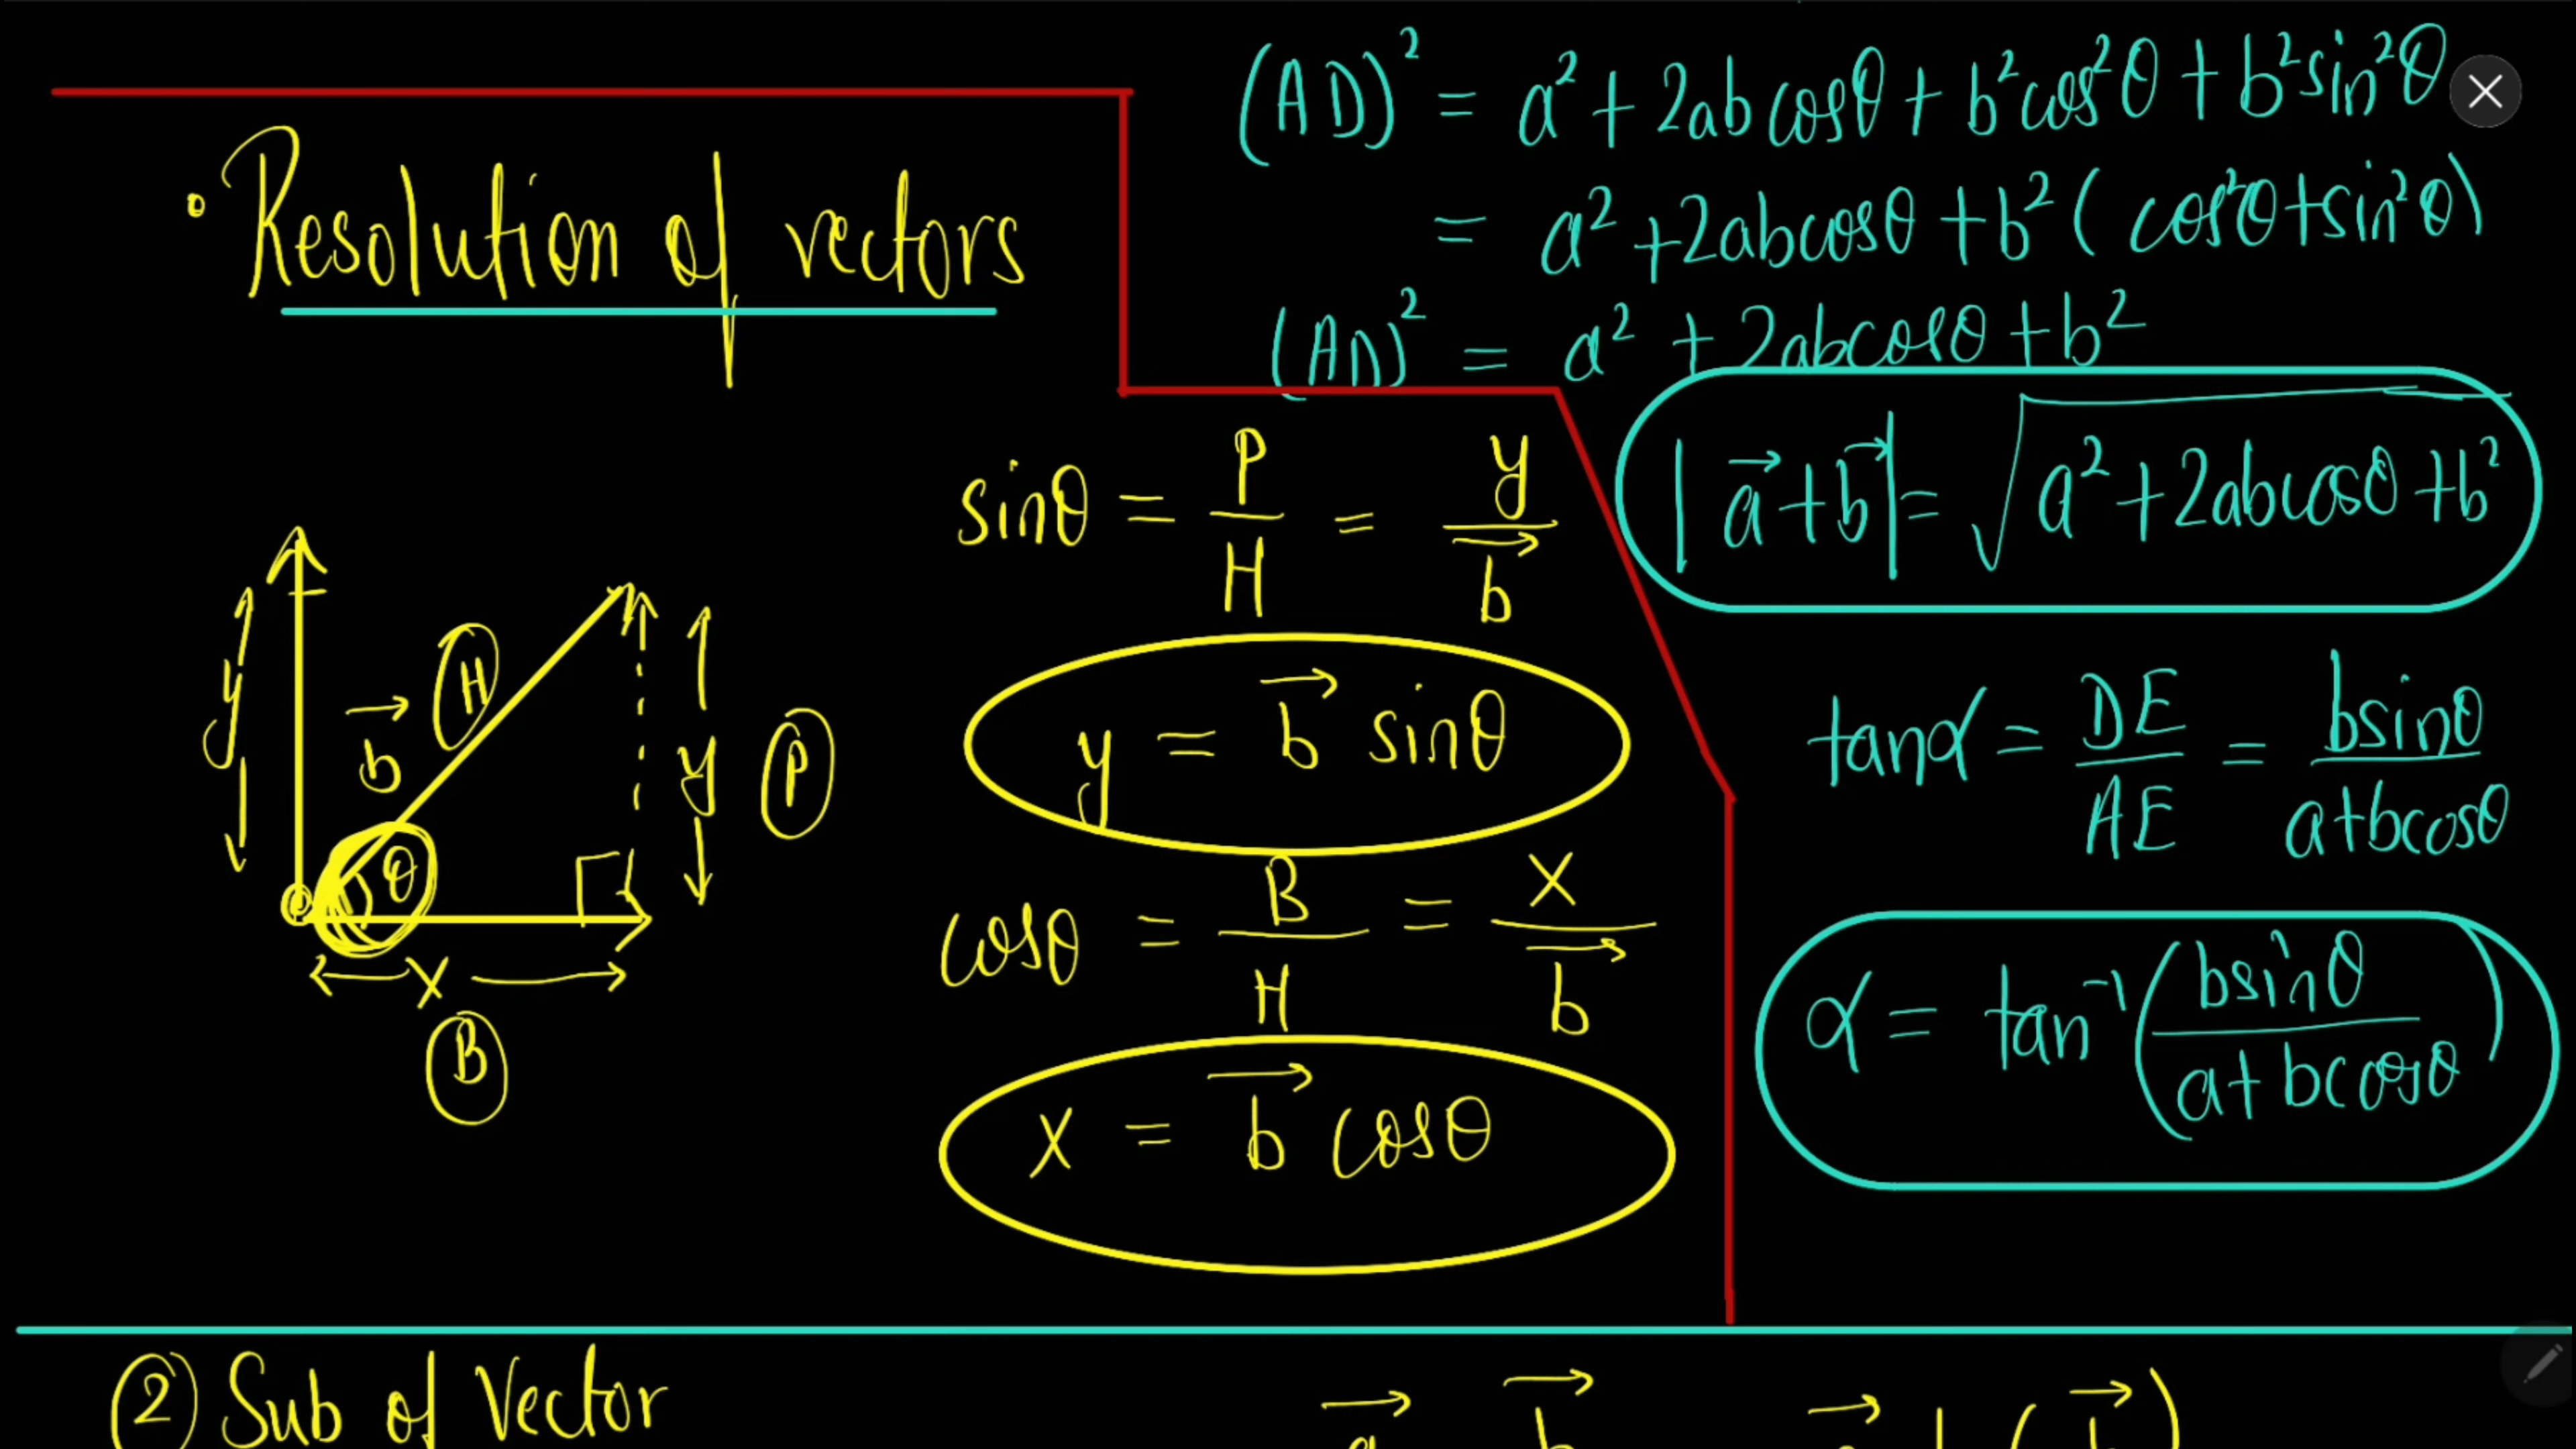 (AD)² = a² + 2ab cosθ + b²cos²θ + b²sin²θ
= a² + 2abcosθ + b² (cos²θ + sin²θ)
(AD)² = a² + 2abcosθ + b²
|a⃗ + b⃗| = √a² + 2abcosθ + b²
tanα = DE/AE = bsinθ/a+bcosθ
α = tan⁻¹(bsinθ/a+bcosθ)
• Resolution of vectors
y
b⃗
H
θ
y
P
x
B
sinθ = P/H = y/b⃗
y = b⃗ sinθ
cosθ = B/H = x/b⃗
x = b⃗ cosθ
② Sub of Vector